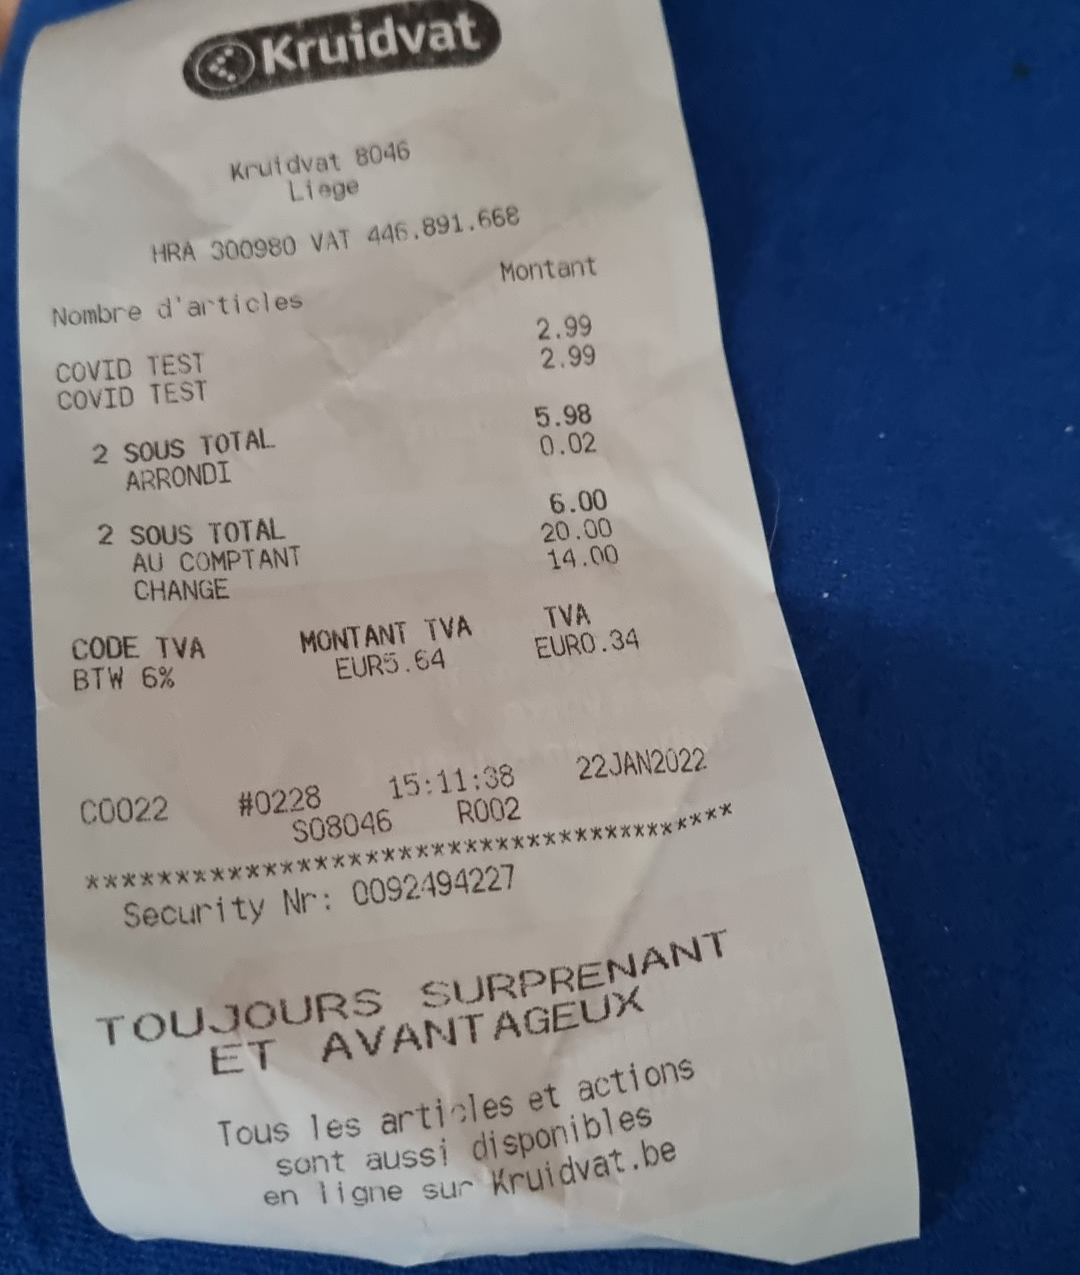 Kruidvat
Kruidvat 8046
Liege
HRA 300980 VAT 446.891.668
Nombre d'articles Montant
COVID TEST 2.99
COVID TEST 2.99
2 SOUS TOTAL 5.98
ARRONDI 0.02
2 SOUS TOTAL 6.00
AU COMPTANT 20.00
CHANGE 14.00
CODE TVA MONTANT TVA TVA
BTW 6% EUR5.64 EUR0.34
C0022 #0228 15:11:38 22JAN2022
S08046 R002
************************************
Security Nr: 0092494227
TOUJOURS SURPRENANT
ET AVANTAGEUX
Tous les articles et actions
sont aussi disponibles
en ligne sur Kruidvat.be